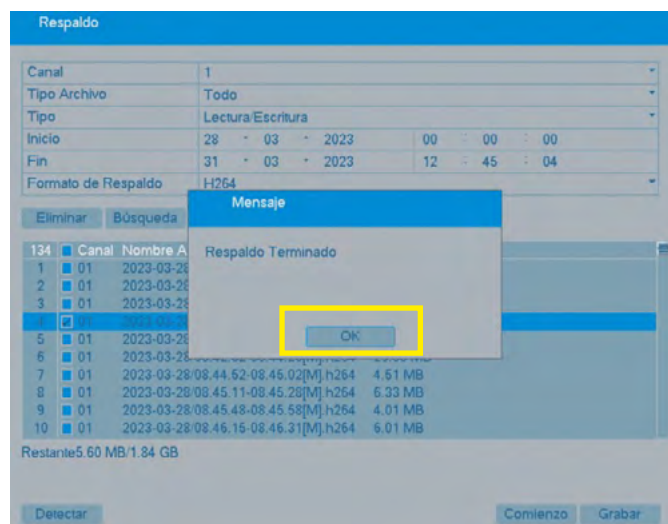 Respaldo
Canal 1
Tipo Archivo Todo
Tipo Lectura/Escritura
Inicio 28 - 03 - 2023 00 : 00 : 00
Fin 31 - 03 - 2023 12 : 45 : 04
Formato de Respaldo H264
Mensaje
Eliminar Búsqueda
Respaldo Terminado
134 Canal Nombre A
1 01 2023-03-28
2 01 2023-03-28
3 01 2023-03-28
4 01
OK
5 01 2023-03-28
6 01 2023-03-28
7 01 2023-03-28/08.44.52-08.45.02[M].h264 4.51 MB
8 01 2023-03-28/08.45.11-08.45.28[M].h264 6.33 MB
9 01 2023-03-28/08.45.48-08.45.58[M].h264 4.01 MB
10 01 2023-03-28/08.46.15-08.46.31[M].h264 6.01 MB
Restante5.60 MB/1.84 GB
Detectar Comienzo Grabar